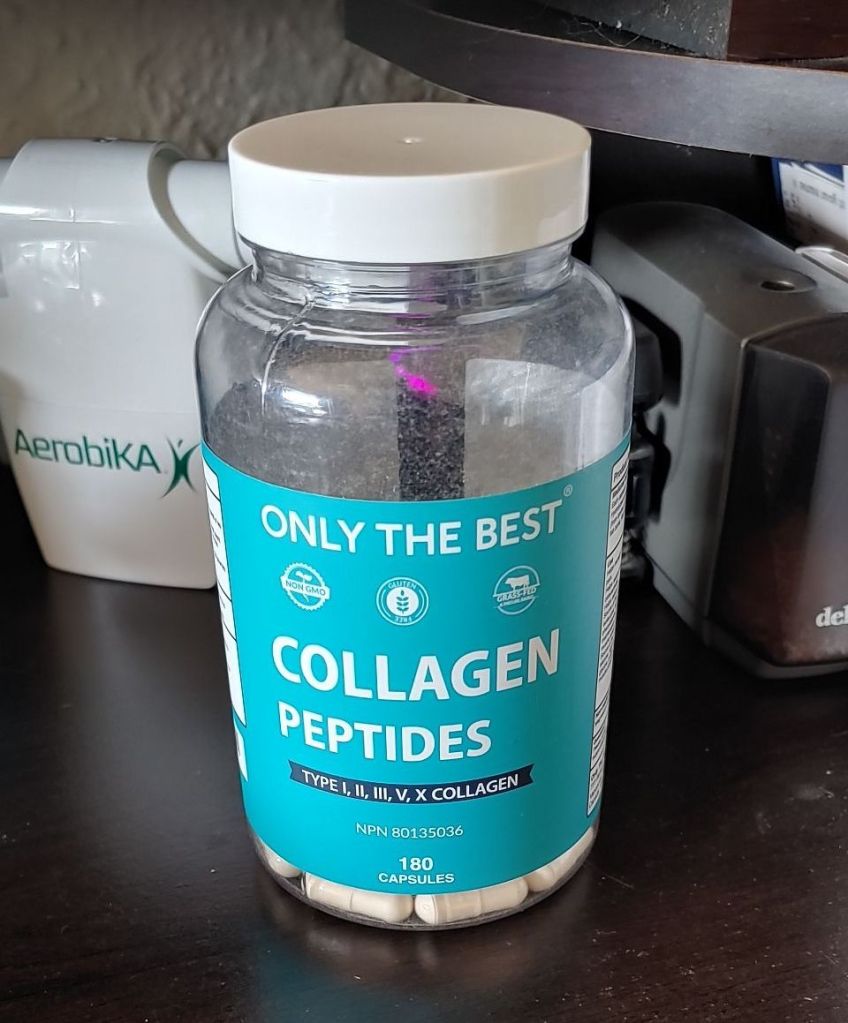 AerobiKA
ONLY THE BEST®
NON GMO
GLUTEN
FREE
GRASS-FED
COLLAGEN
PEPTIDES
TYPE I, II, III, V, X COLLAGEN
NPN 80135036
180
CAPSULES
del